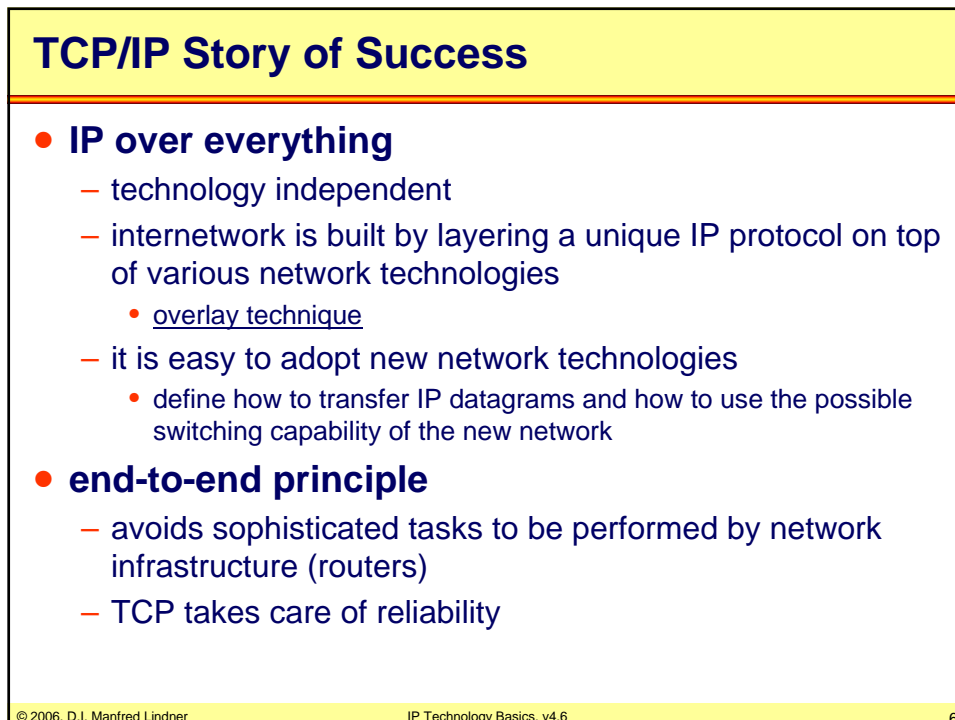 TCP/IP Story of Success
• IP over everything
– technology independent
– internetwork is built by layering a unique IP protocol on top
of various network technologies
• overlay technique
– it is easy to adopt new network technologies
• define how to transfer IP datagrams and how to use the possible
switching capability of the new network
• end-to-end principle
– avoids sophisticated tasks to be performed by network
infrastructure (routers)
– TCP takes care of reliability
© 2006, D.I. Manfred Lindner
IP Technology Basics, v4.6
6